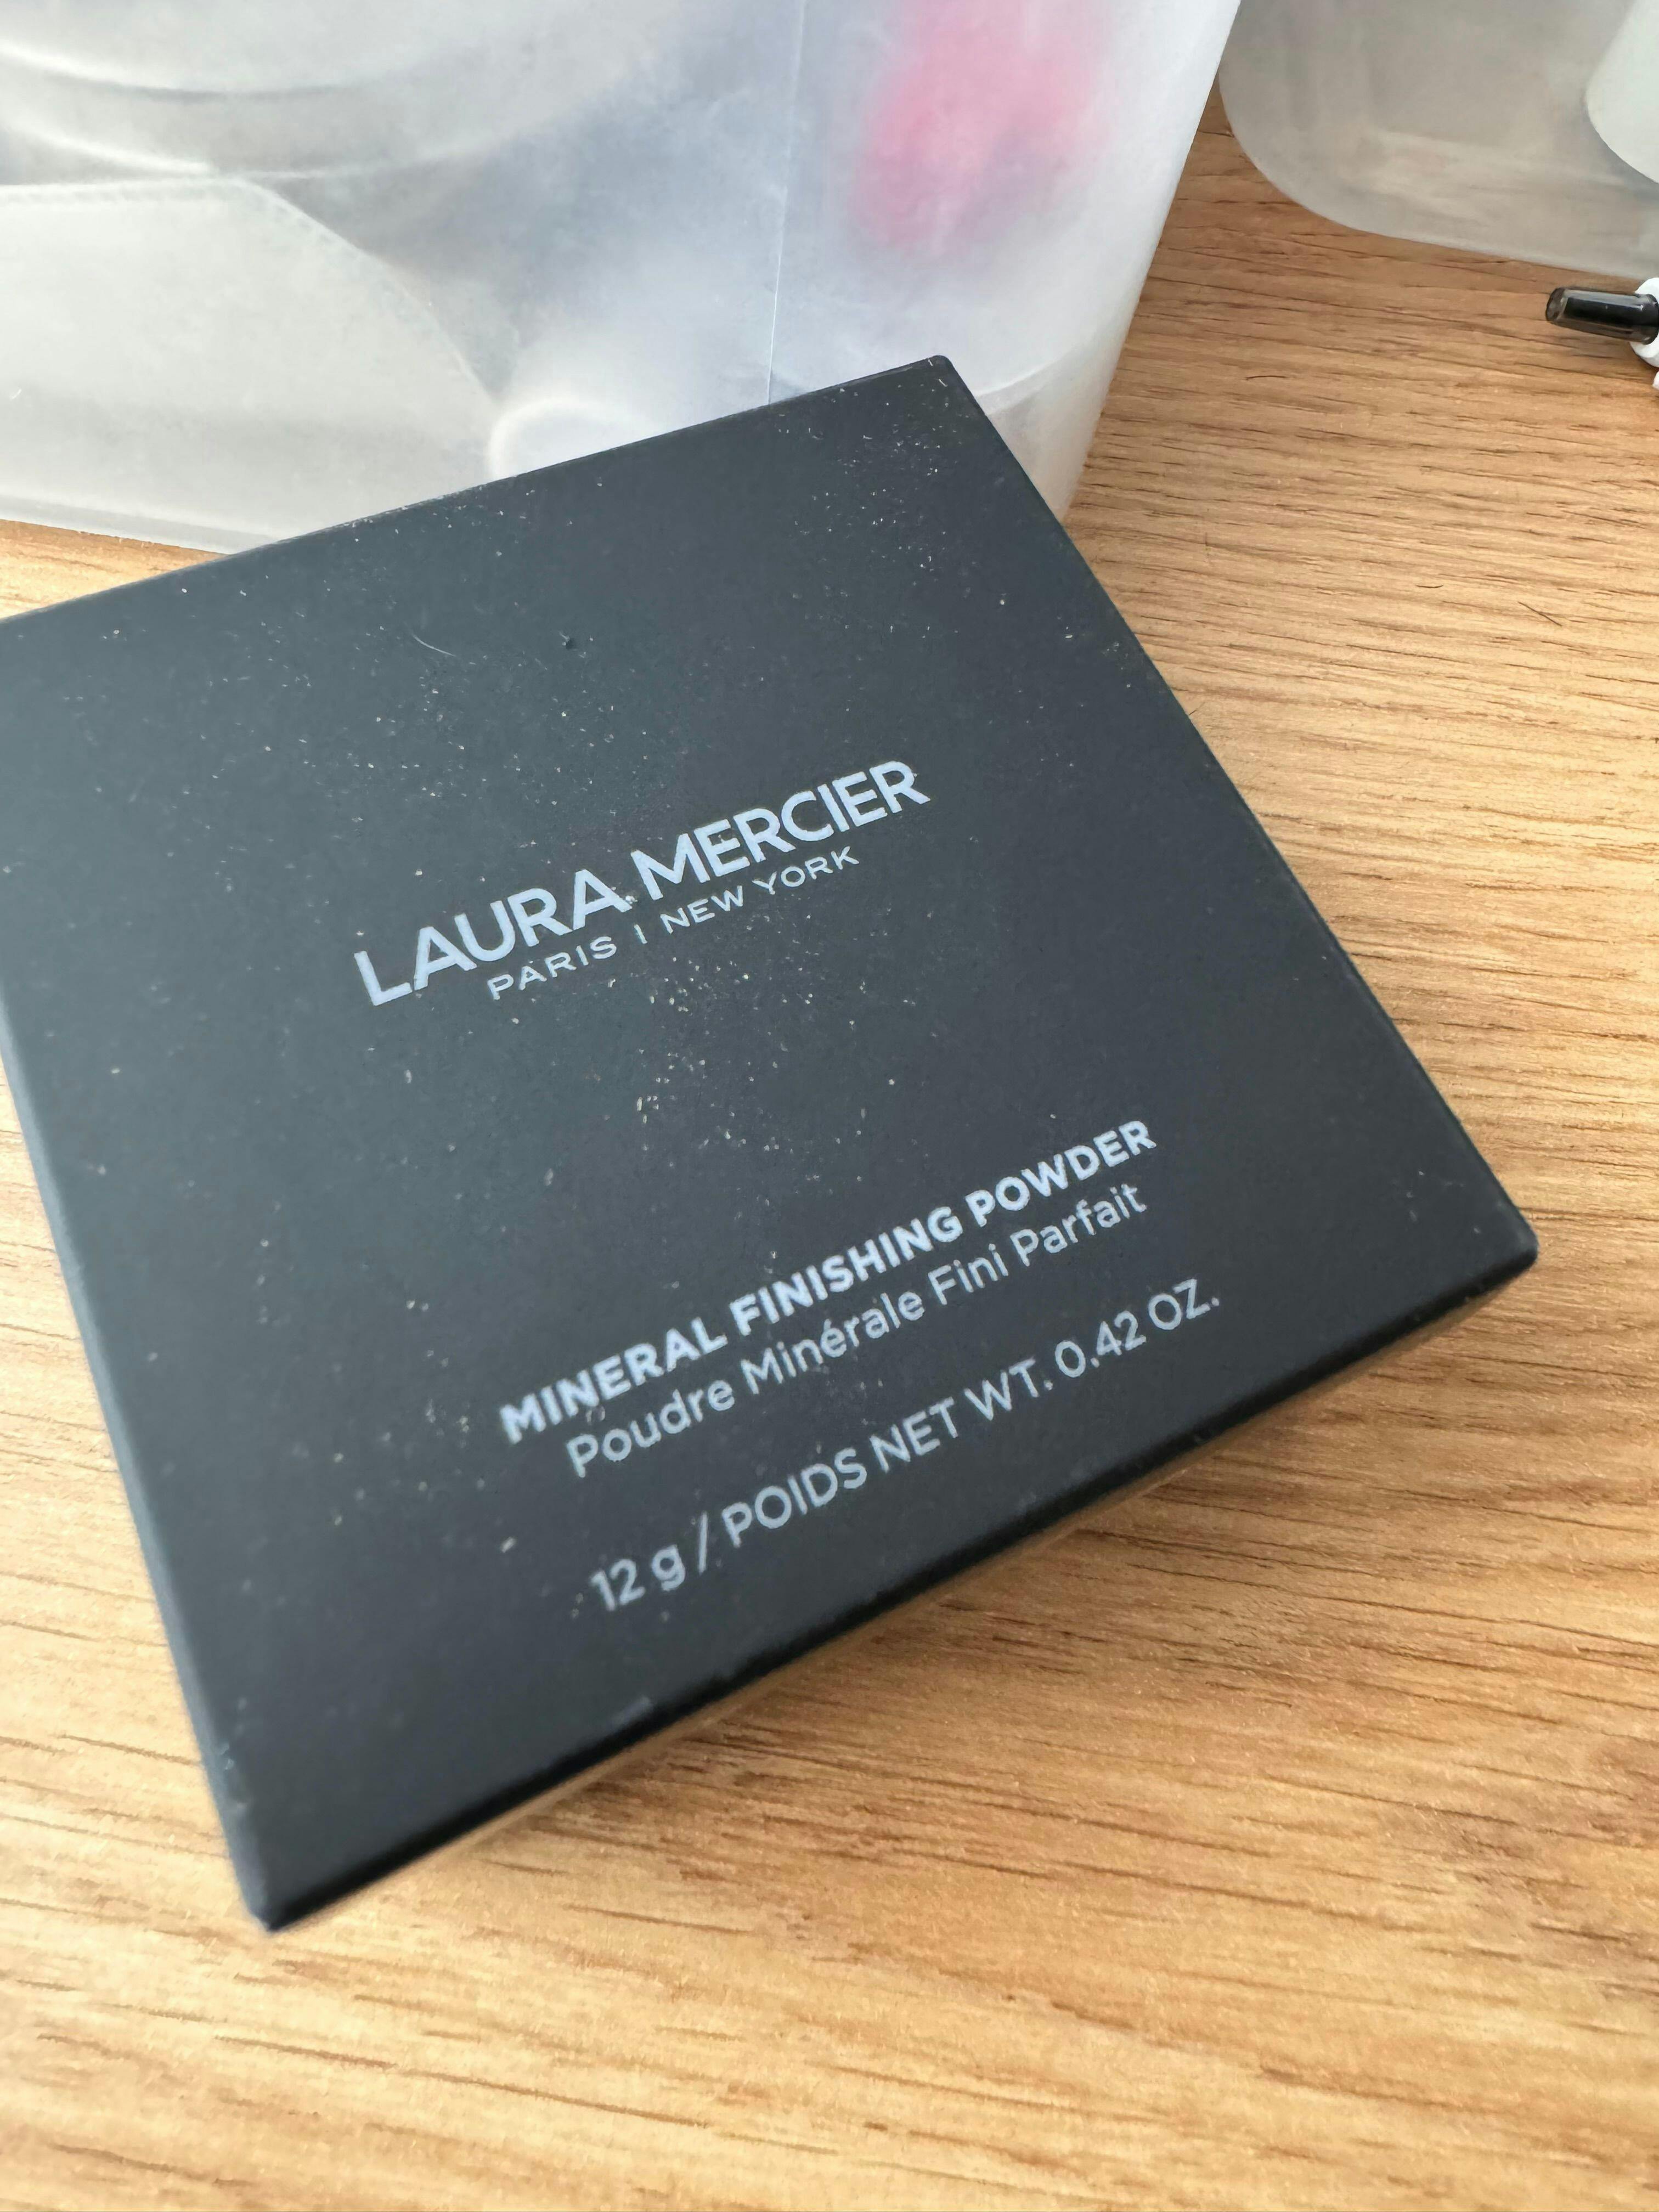 LAURA MERCIER
PARIS | NEW YORK
MINERAL FINISHING POWDER
Poudre Minérale Fini Parfait
12 g / POIDS NET WT. 0.42 OZ.